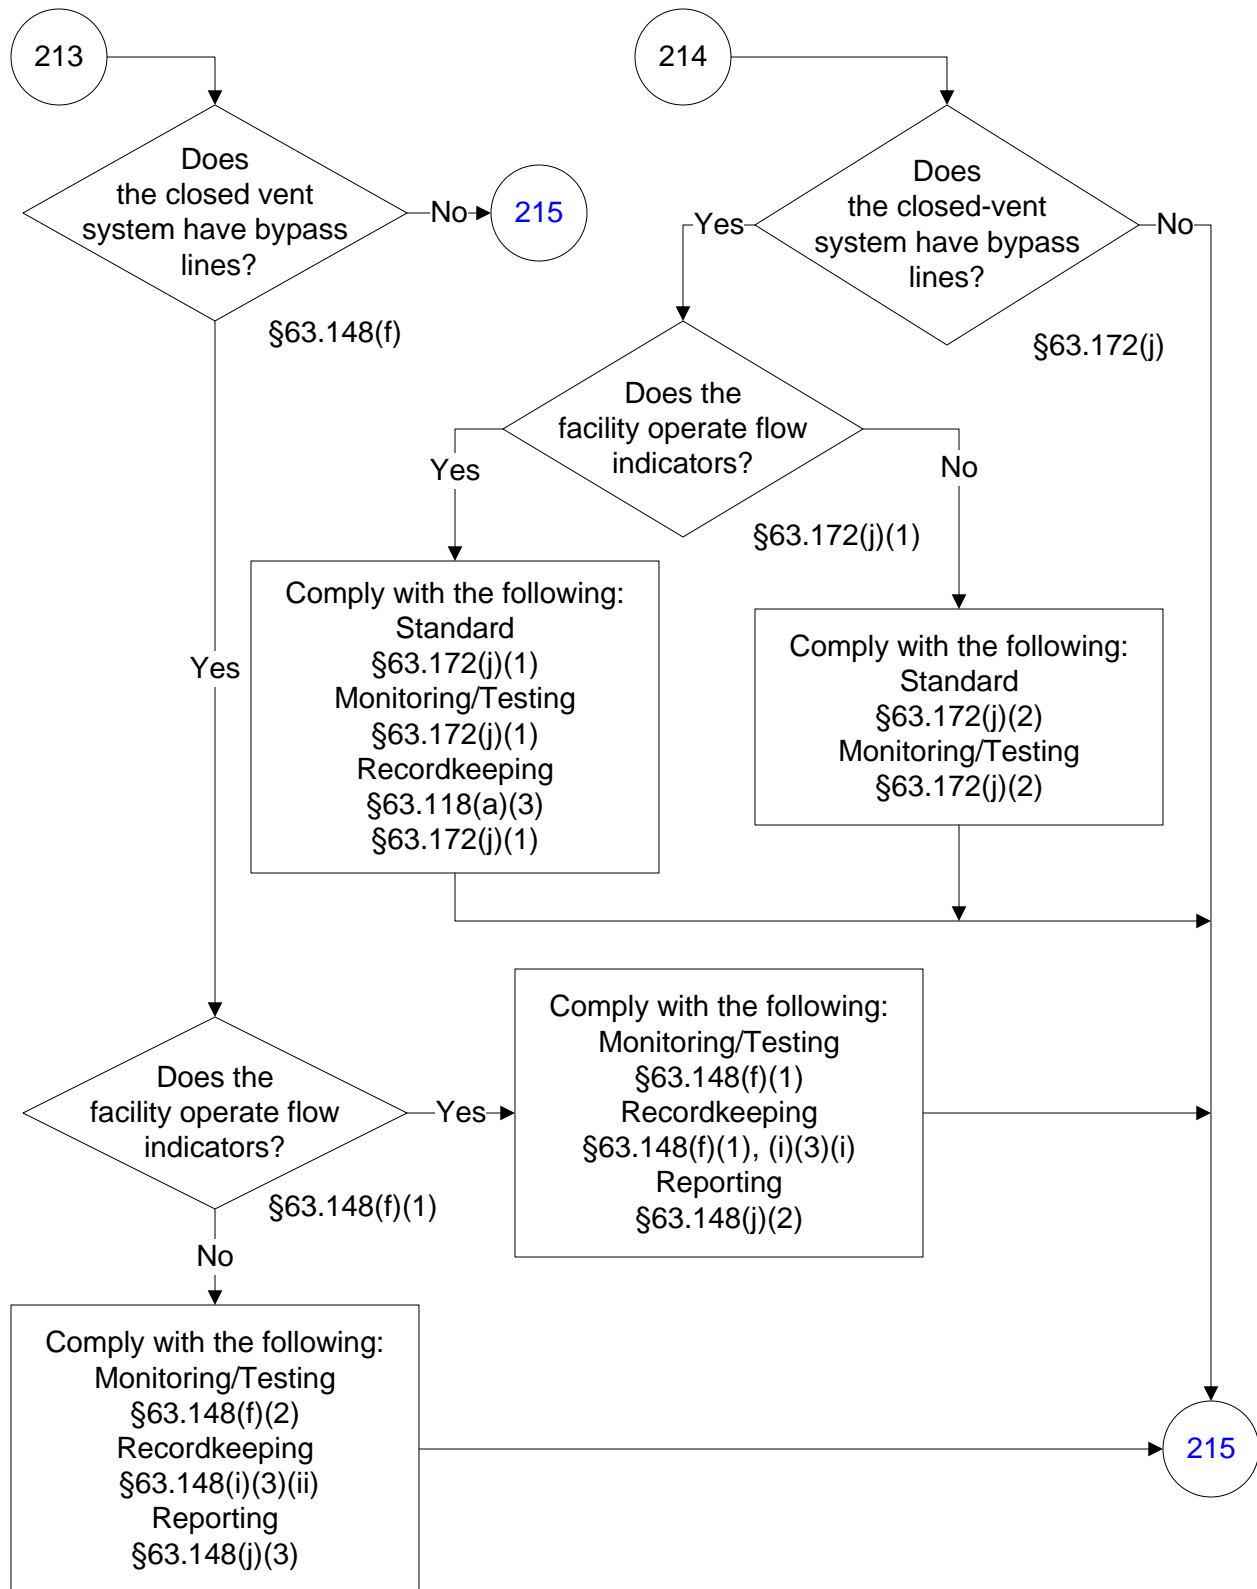 213
214
Does
the closed vent
system have bypass
lines?
No
215
§63.148(f)
Does
the closed-vent
system have bypass
lines?
Yes
No
§63.172(j)
Does the
facility operate flow
indicators?
Yes
No
§63.172(j)(1)
Comply with the following:
Standard
§63.172(j)(1)
Monitoring/Testing
§63.172(j)(1)
Recordkeeping
§63.118(a)(3)
§63.172(j)(1)
Comply with the following:
Standard
§63.172(j)(2)
Monitoring/Testing
§63.172(j)(2)
Yes
Does the
facility operate flow
indicators?
Yes
§63.148(f)(1)
No
Comply with the following:
Monitoring/Testing
§63.148(f)(1)
Recordkeeping
§63.148(f)(1), (i)(3)(i)
Reporting
§63.148(j)(2)
Comply with the following:
Monitoring/Testing
§63.148(f)(2)
Recordkeeping
§63.148(i)(3)(ii)
Reporting
§63.148(j)(3)
215